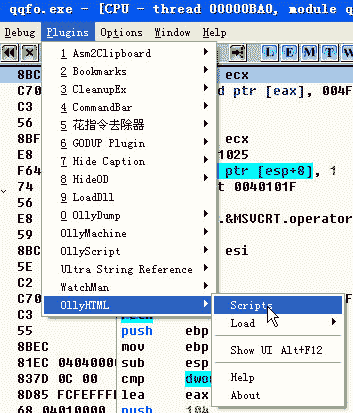 qqfo.exe - [CPU - thread 00000BA0, module q
Debug Plugins Options Window Help
L E M T W
8BC ecx
C70 d ptr [eax], 004F
C3
56
8BF ecx
E8 1025
F64 ptr [esp+8], 1
74 t 0040101F
56
E8 .&MSVCRT.operator
59
8BC esi
5E
C2
C70
C3
55 push ebp
8BEC mov ebp
81EC 04040000 sub esp
837D 0C 00 cmp dwo
8D85 FCFEFFFF lea eax
68 04010000 push 104
1 Asm2Clipboard
2 Bookmarks
3 CleanupEx
4 CommandBar
5 花指令去除器
6 GODUP Plugin
7 Hide Caption
8 HideOD
9 LoadDll
0 OllyDump
OllyMachine
OllyScript
Ultra String Reference
WatchMan
OllyHTML
Scripts
Load
Show UI Alt+F12
Help
About